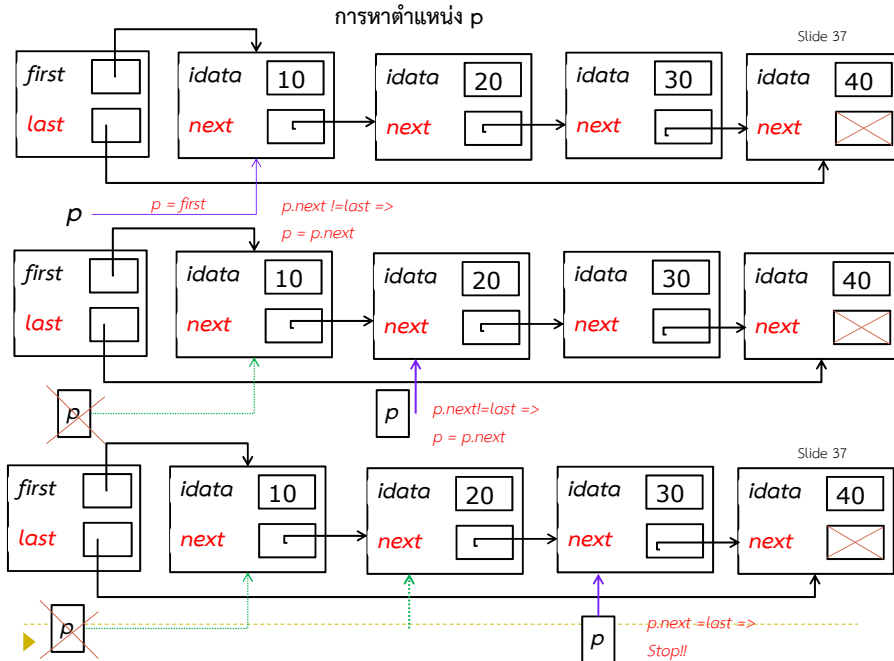 การหาตำแหน่ง p
Slide 37
first
idata 10
idata 20
idata 30
idata 40
last
next
next
next
next
p
p = first
p.next !=last =>
p = p.next
first
idata 10
idata 20
idata 30
idata 40
last
next
next
next
next
p
p
p.next!=last =>
p = p.next
Slide 37
first
idata 10
idata 20
idata 30
idata 40
last
next
next
next
next
p
p
p.next =last =>
Stop!!